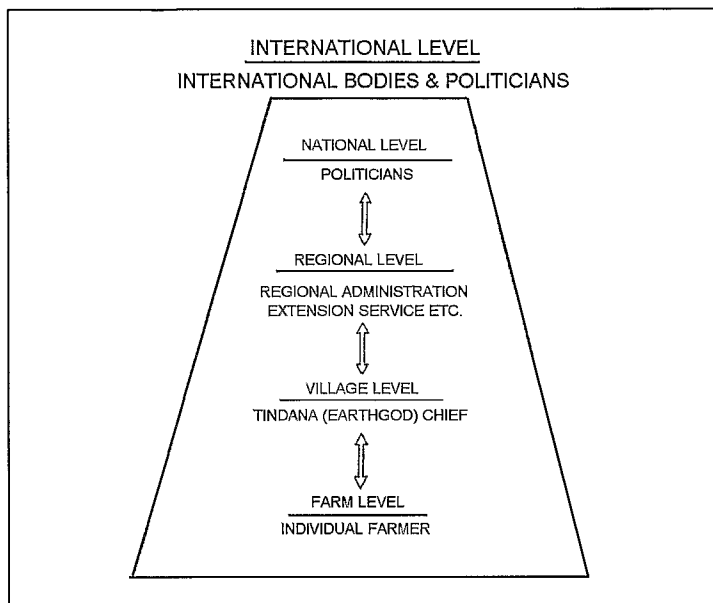 INTERNATIONAL LEVEL
INTERNATIONAL BODIES & POLITICIANS
NATIONAL LEVEL
POLITICIANS
REGIONAL LEVEL
REGIONAL ADMINISTRATION
EXTENSION SERVICE ETC.
VILLAGE LEVEL
TINDANA (EARTHGOD) CHIEF
FARM LEVEL
INDIVIDUAL FARMER